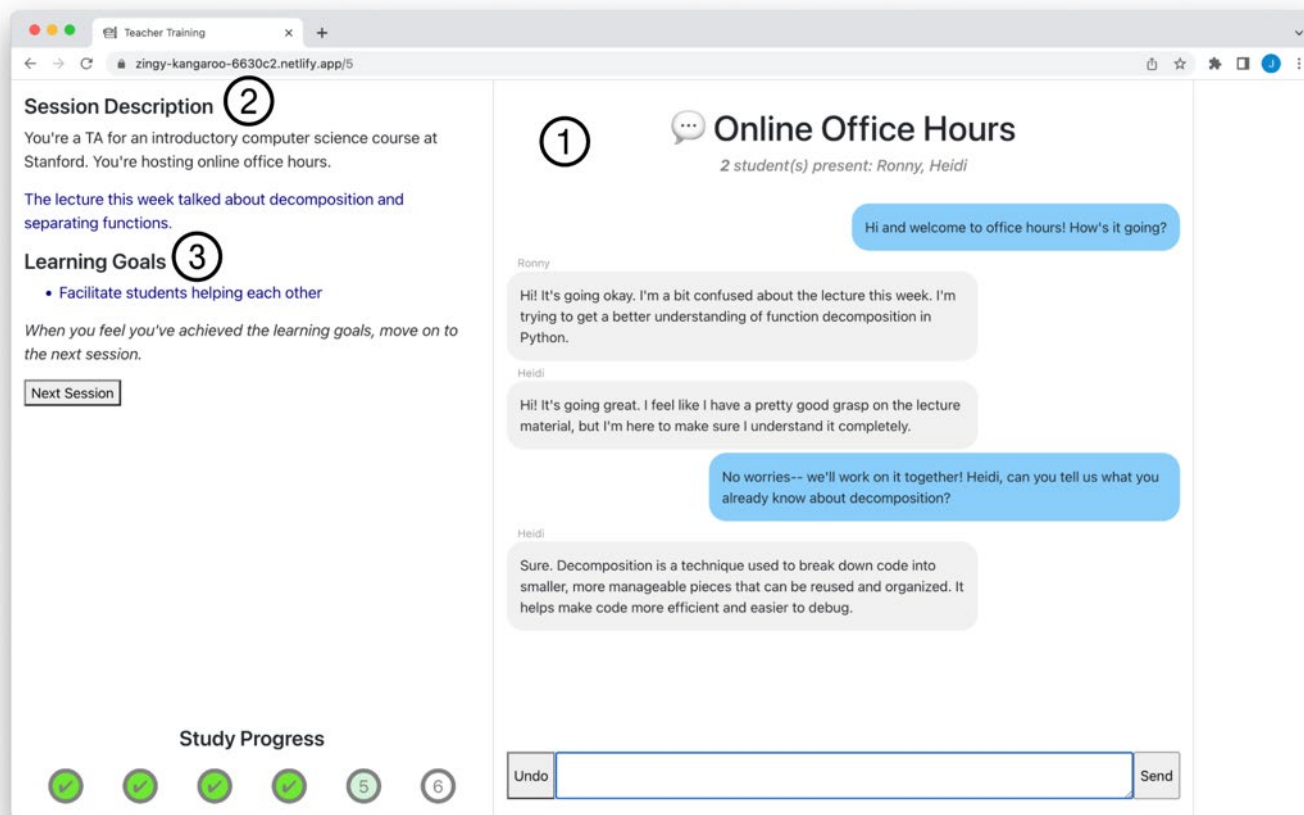 Teacher Training
zingy-kangaroo-6630c2.netlify.app/5
J
Session Description 2
You're a TA for an introductory computer science course at
Stanford. You're hosting online office hours.
The lecture this week talked about decomposition and
separating functions.
Learning Goals 3
• Facilitate students helping each other
When you feel you've achieved the learning goals, move on to
the next session.
Next Session
Study Progress
5 6
1
Online Office Hours
2 student(s) present: Ronny, Heidi
Hi and welcome to office hours! How's it going?
Ronny
Hi! It's going okay. I'm a bit confused about the lecture this week. I'm
trying to get a better understanding of function decomposition in
Python.
Heidi
Hi! It's going great. I feel like I have a pretty good grasp on the lecture
material, but I'm here to make sure I understand it completely.
No worries-- we'll work on it together! Heidi, can you tell us what you
already know about decomposition?
Heidi
Sure. Decomposition is a technique used to break down code into
smaller, more manageable pieces that can be reused and organized. It
helps make code more efficient and easier to debug.
Undo Send